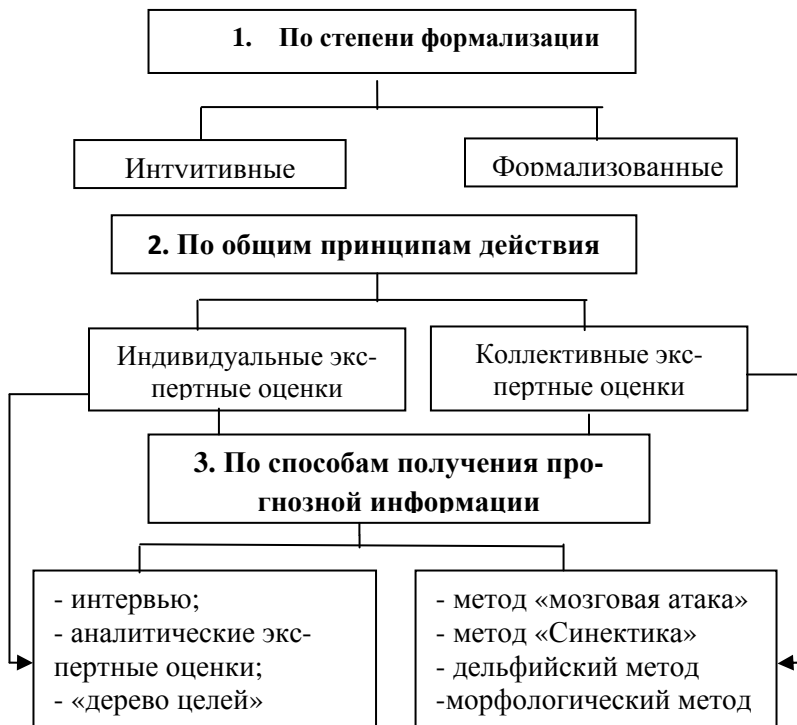 1. По степени формализации
Интуитивные
Формализованные
2. По общим принципам действия
Индивидуальные экс-
пертные оценки
Коллективные экс-
пертные оценки
3. По способам получения про-
гнозной информации
- интервью;
- аналитические экс-
пертные оценки;
- «дерево целей»
- метод «мозговая атака»
- метод «Синектика»
- дельфийский метод
-морфологический метод